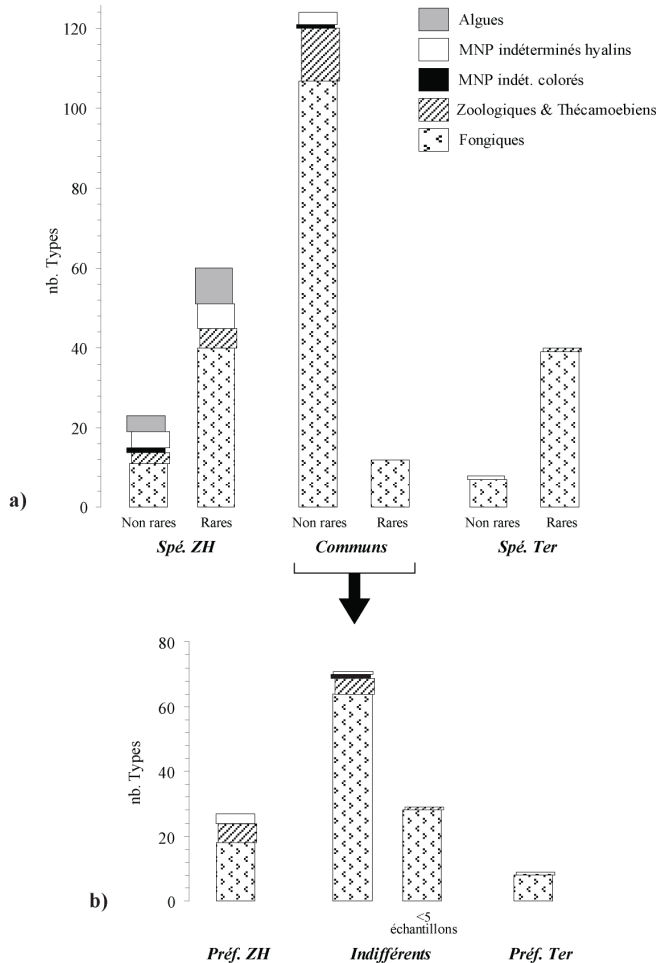 Algues
MNP indéterminés hyalins
MNP indét. colorés
Zoologiques & Thécamoebiens
Fongiques
nb. Types
120
100
80
60
40
20
0
a)
Non rares
Rares
Non rares
Rares
Non rares
Rares
Spé. ZH
Communs
Spé. Ter
nb. Types
80
60
40
20
0
b)
<5
échantillons
Préf. ZH
Indifférents
Préf. Ter